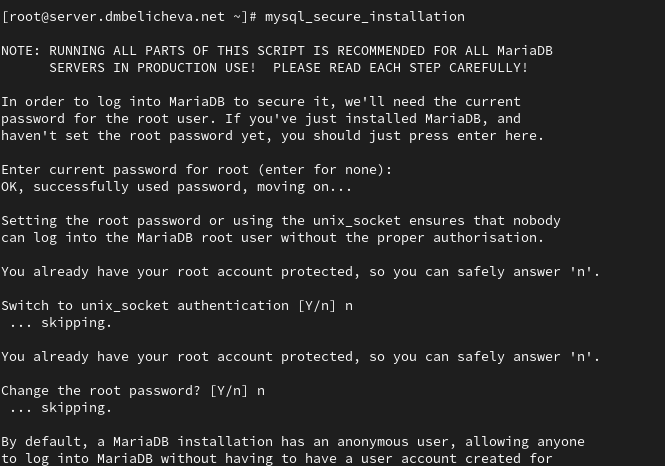 [root@server.dmbelicheva.net ~]# mysql_secure_installation
NOTE: RUNNING ALL PARTS OF THIS SCRIPT IS RECOMMENDED FOR ALL MariaDB
      SERVERS IN PRODUCTION USE!  PLEASE READ EACH STEP CAREFULLY!
In order to log into MariaDB to secure it, we'll need the current
password for the root user. If you've just installed MariaDB, and
haven't set the root password yet, you should just press enter here.
Enter current password for root (enter for none):
OK, successfully used password, moving on...
Setting the root password or using the unix_socket ensures that nobody
can log into the MariaDB root user without the proper authorisation.
You already have your root account protected, so you can safely answer 'n'.
Switch to unix_socket authentication [Y/n] n
 ... skipping.
You already have your root account protected, so you can safely answer 'n'.
Change the root password? [Y/n] n
 ... skipping.
By default, a MariaDB installation has an anonymous user, allowing anyone
to log into MariaDB without having to have a user account created for